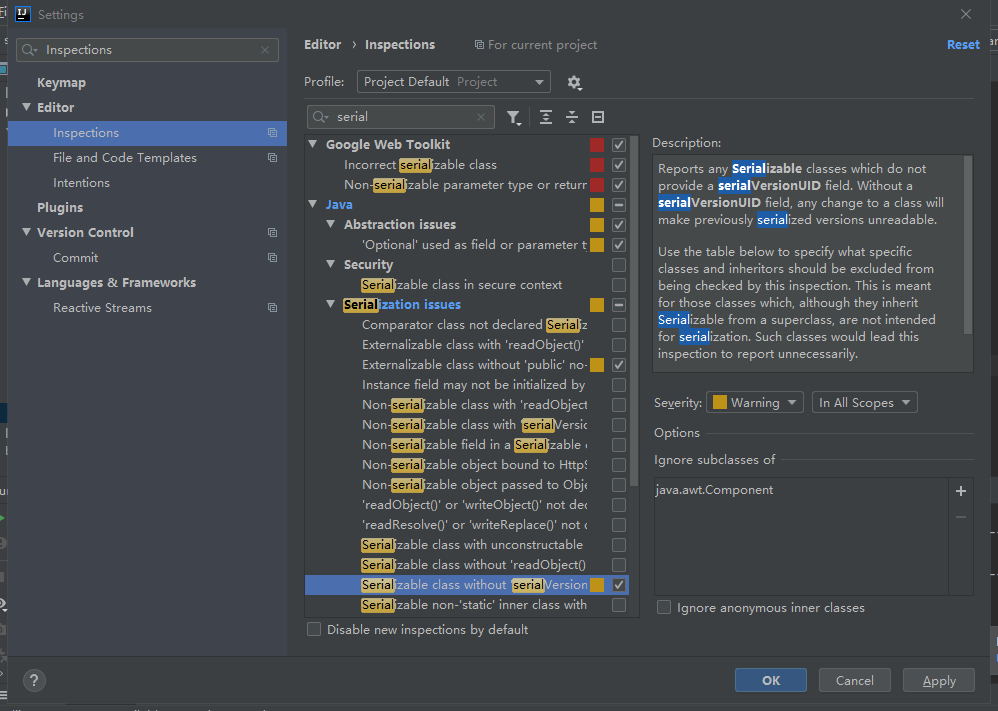 Settings
Inspections
Keymap
Editor
Inspections
File and Code Templates
Intentions
Plugins
Version Control
Commit
Languages & Frameworks
Reactive Streams
Editor › Inspections
For current project
Reset
Profile: Project Default Project
serial
Google Web Toolkit
Incorrect serializable class
Non-serializable parameter type or return
Java
Abstraction issues
'Optional' used as field or parameter t
Security
Serializable class in secure context
Serialization issues
Comparator class not declared Serializ
Externalizable class with 'readObject()'
Externalizable class without 'public' no-
Instance field may not be initialized by
Non-serializable class with 'readObject
Non-serializable class with 'serialVersic
Non-serializable field in a Serializable c
Non-serializable object bound to HttpS
Non-serializable object passed to Obje
'readObject()' or 'writeObject()' not dec
'readResolve()' or 'writeReplace()' not d
Serializable class with unconstructable
Serializable class without 'readObject()
Serializable class without 'serialVersion
Serializable non-'static' inner class with
Disable new inspections by default
Description:
Reports any Serializable classes which do not
provide a serialVersionUID field. Without a
serialVersionUID field, any change to a class will
make previously serialized versions unreadable.
Use the table below to specify what specific
classes and inheritors should be excluded from
being checked by this inspection. This is meant
for those classes which, although they inherit
Serializable from a superclass, are not intended
for serialization. Such classes would lead this
inspection to report unnecessarily.
Severity: Warning In All Scopes
Options
Ignore subclasses of
java.awt.Component
Ignore anonymous inner classes
?
OK
Cancel
Apply